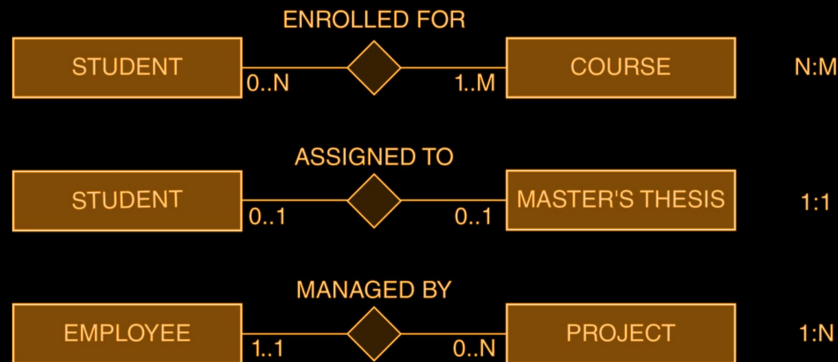 ENROLLED FOR
STUDENT 0..N 1..M COURSE N:M
ASSIGNED TO
STUDENT 0..1 0..1 MASTER'S THESIS 1:1
MANAGED BY
EMPLOYEE 1..1 0..N PROJECT 1:N